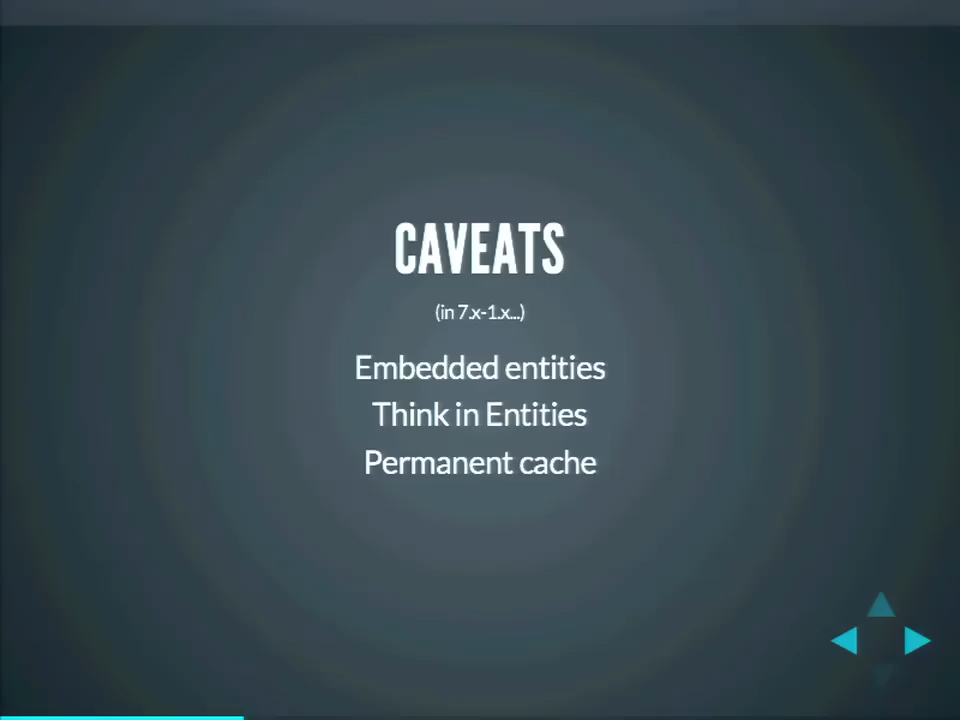 CAVEATS
(in 7.x-1.x...)
Embedded entities
Think in Entities
Permanent cache